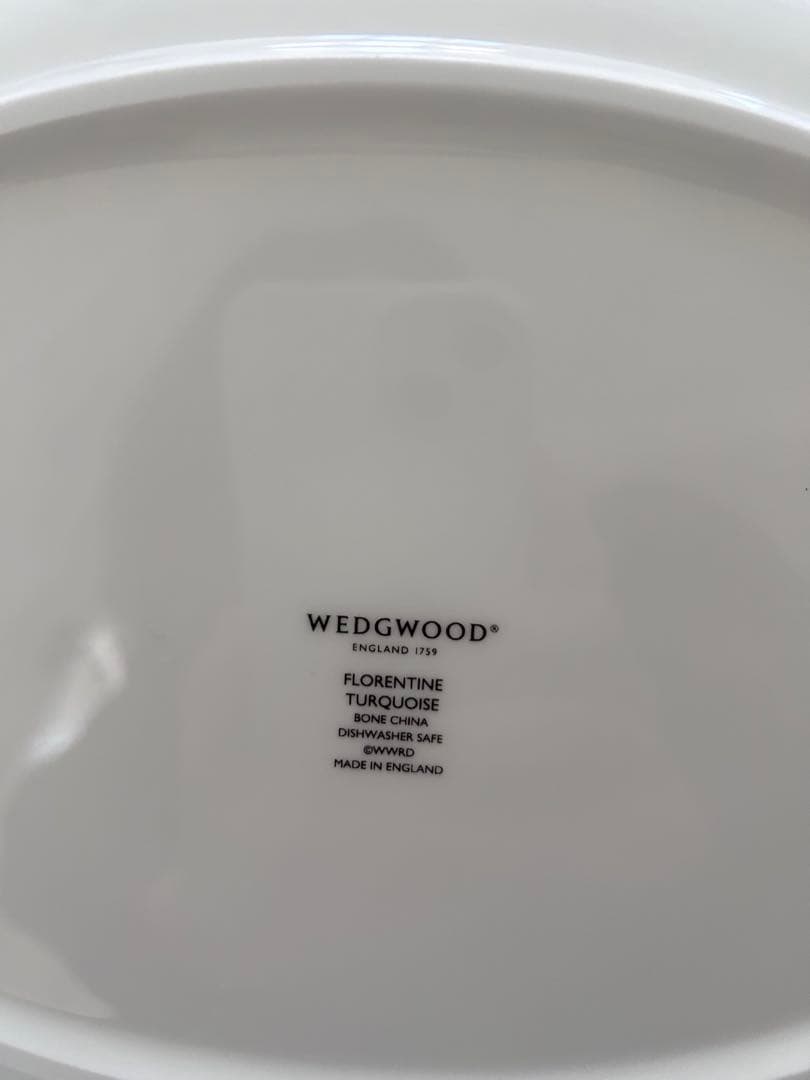 WEDGWOOD®
ENGLAND 1759
FLORENTINE
TURQUOISE
BONE CHINA
DISHWASHER SAFE
©WWRD
MADE IN ENGLAND